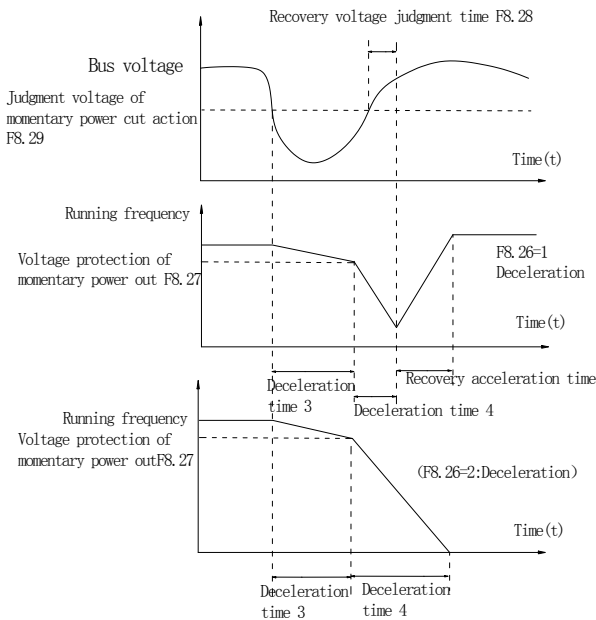 Recovery voltage judgment time F8.28
Bus voltage
Judgment voltage of
momentary power cut action
F8.29
Time(t)
Running frequency
Voltage protection of
momentary power out F8.27
F8.26=1
Deceleration
Time(t)
Recovery acceleration time
Deceleration
time 3
Deceleration time 4
Running frequency
Voltage protection of
momentary power outF8.27
(F8.26=2:Deceleration)
Time(t)
Deceleration
time 3
Deceleration
time 4